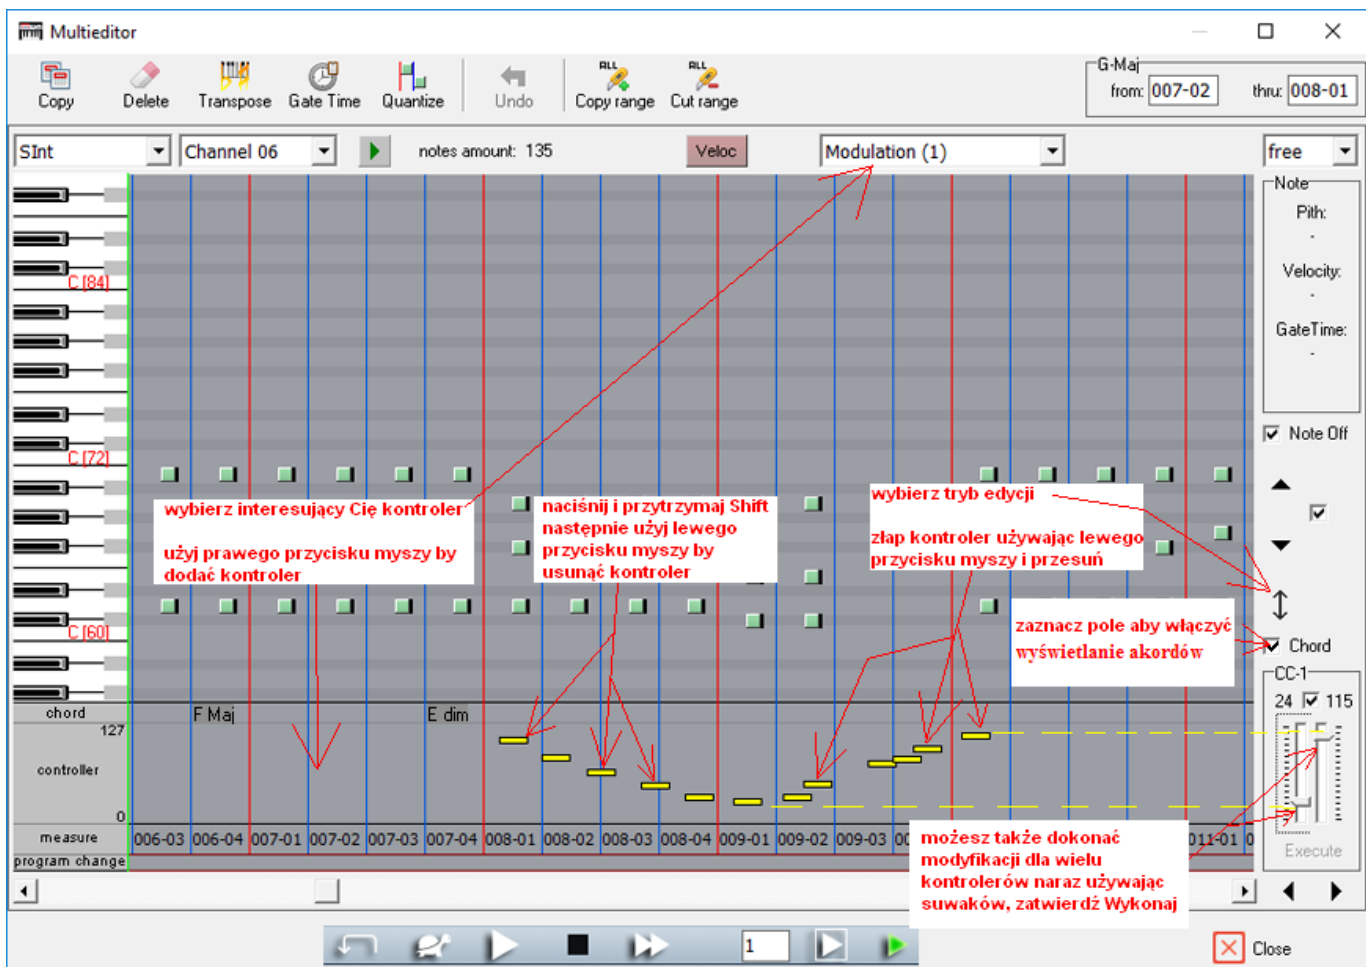 Multieditor
Copy
Delete
Transpose
Gate Time
Quantize
Undo
ALL
Copy range
ALL
Cut range
G-Maj
from: 007-02
thru: 008-01
SInt
Channel 06
notes amount: 135
Veloc
Modulation (1)
free
Note
Pith:
-
Velocity:
-
GateTime:
-
C [84]
C [72]
C [60]
Note Off
wybierz interesujący Cię kontroler
użyj prawego przycisku myszy by
dodać kontroler
naciśnij i przytrzymaj Shift
następnie użyj lewego
przycisku myszy by
usunąć kontroler
wybierz tryb edycji
złap kontroler używając lewego
przycisku myszy i przesuń
zaznacz pole aby włączyć
wyświetlanie akordów
Chord
CC-1
24 115
chord
F Maj
E dim
127
controller
0
measure
006-03 006-04 007-01 007-02 007-03 007-04 008-01 008-02 008-03 008-04 009-01 009-02 009-03
011-01
program change
możesz także dokonać
modyfikacji dla wielu
kontrolerów naraz używając
suwaków, zatwierdź Wykonaj
Execute
1
Close